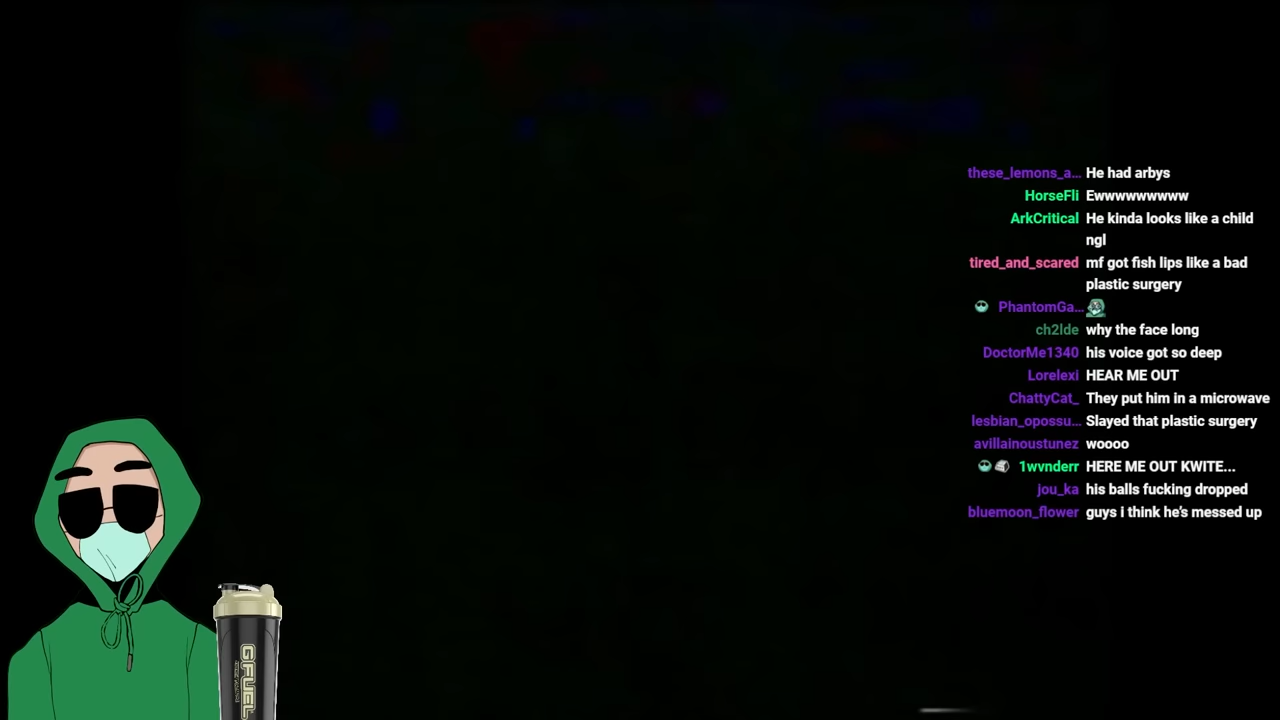 these_lemons_a... He had arbys
HorseFli Ewwwwwwwww
ArkCritical He kinda looks like a child
ngl
tired_and_scared mf got fish lips like a bad
plastic surgery
PhantomGa...
ch2lde why the face long
DoctorMe1340 his voice got so deep
Lorelexi HEAR ME OUT
ChattyCat_ They put him in a microwave
lesbian_opossu... Slayed that plastic surgery
avillainoustunez woooo
1wvnderr HERE ME OUT KWITE...
jou_ka his balls fucking dropped
bluemoon_flower guys i think he's messed up
GFUEL